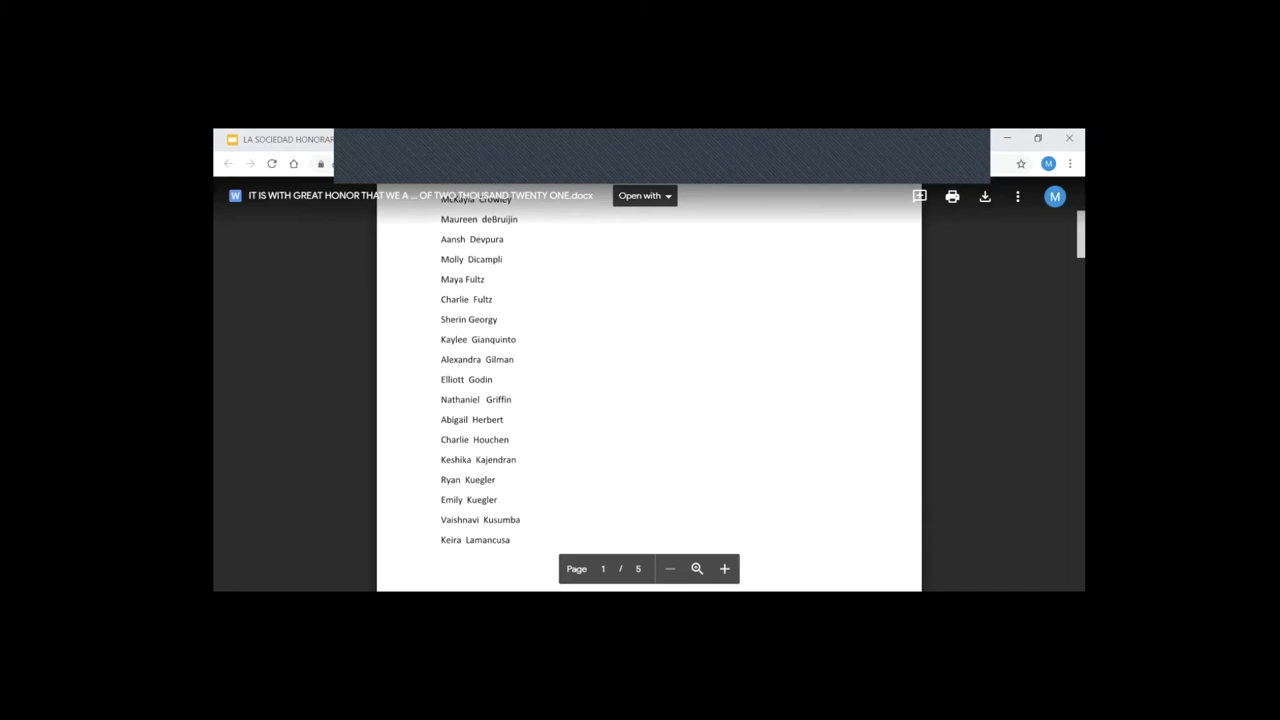 LA SOCIEDAD HONORAR
IT IS WITH GREAT HONOR THAT WE A ... OF TWO THOUSAND TWENTY ONE.docx
Open with
M
M
McKayla Crowley
Maureen deBruijin
Aansh Devpura
Molly Dicampli
Maya Fultz
Charlie Fultz
Sherin Georgy
Kaylee Gianquinto
Alexandra Gilman
Elliott Godin
Nathaniel Griffin
Abigail Herbert
Charlie Houchen
Keshika Kajendran
Ryan Kuegler
Emily Kuegler
Vaishnavi Kusumba
Keira Lamancusa
Page 1 / 5